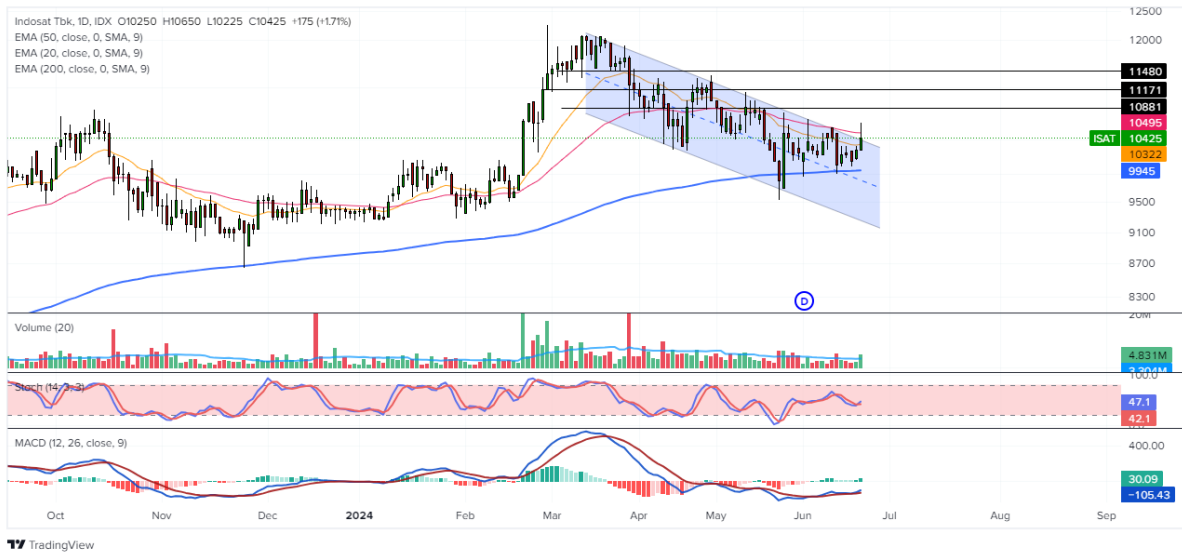 Indosat Tbk, 1D, IDX O10250 H10650 L10225 C10425 +175 (+1.71%)
EMA (50, close, 0, SMA, 9)
EMA (20, close, 0, SMA, 9)
EMA (200, close, 0, SMA, 9)
12500
12000
11480
11171
10881
10495
ISAT 10425
10322
9945
9500
9100
8700
8300
D
Volume (20)
20M
4.831M
3.304M
Stoch (14, 3, 3)
100.0
47.1
42.1
MACD (12, 26, close, 9)
400.00
30.09
−105.43
Oct Nov Dec 2024 Feb Mar Apr May Jun Jul Aug Sep
TradingView